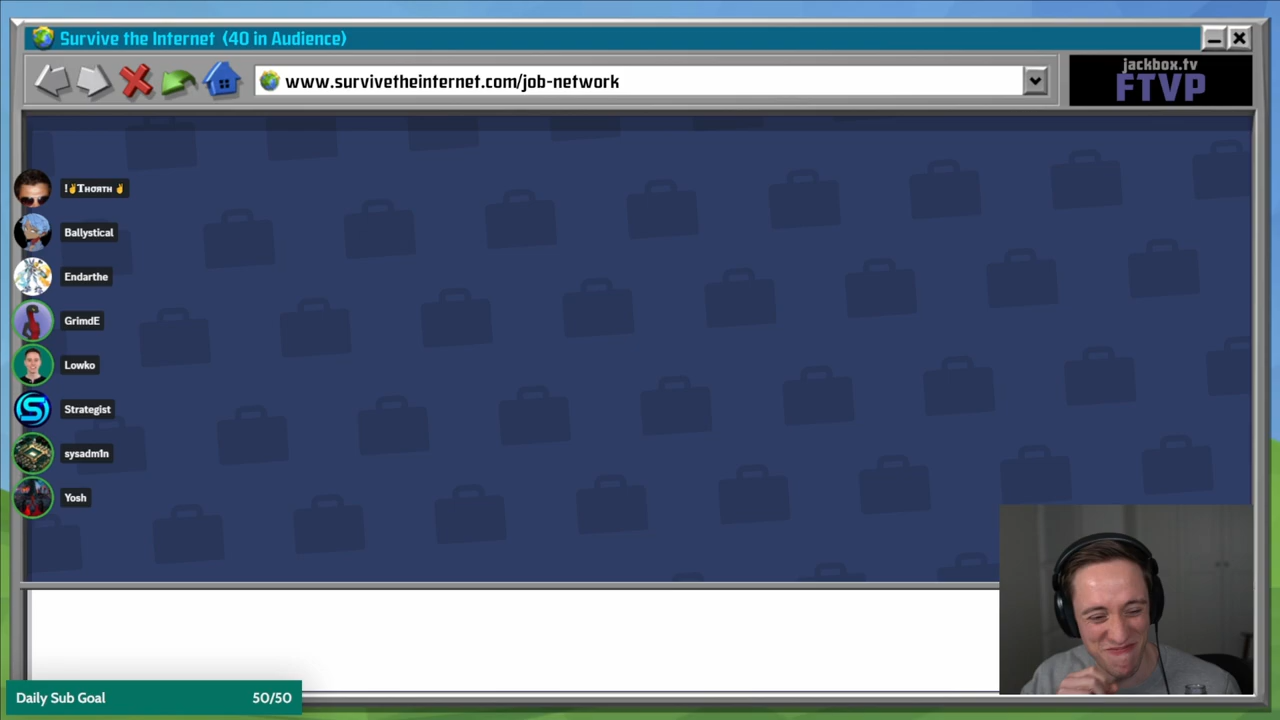 Survive the Internet (40 in Audience)
www.survivetheinternet.com/job-network
jackbox.tv
FTVP
!✌Tнσятн ✌
Ballystical
Endarthe
GrimdE
Lowko
Strategist
sysadm1n
Yosh
Daily Sub Goal 50/50